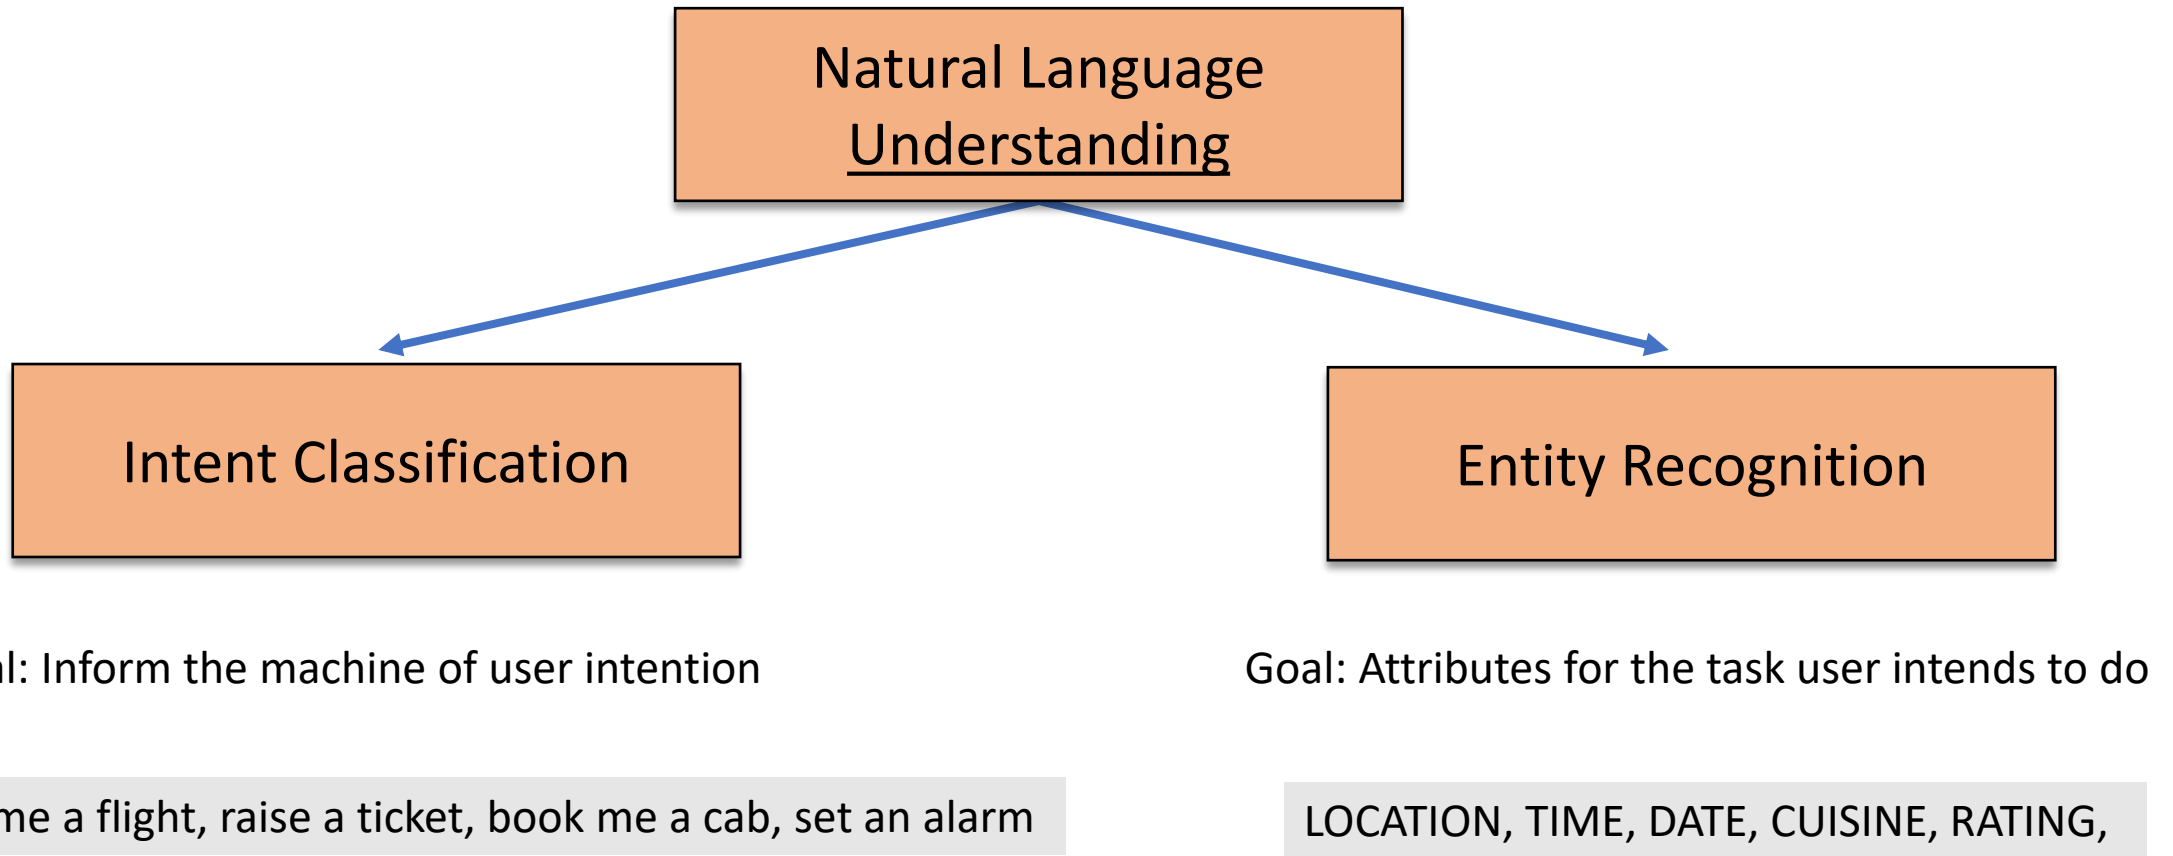 Natural Language
Understanding
Intent Classification
Entity Recognition
: Inform the machine of user intention
Goal: Attributes for the task user intends to do
me a flight, raise a ticket, book me a cab, set an alarm
LOCATION, TIME, DATE, CUISINE, RATING,